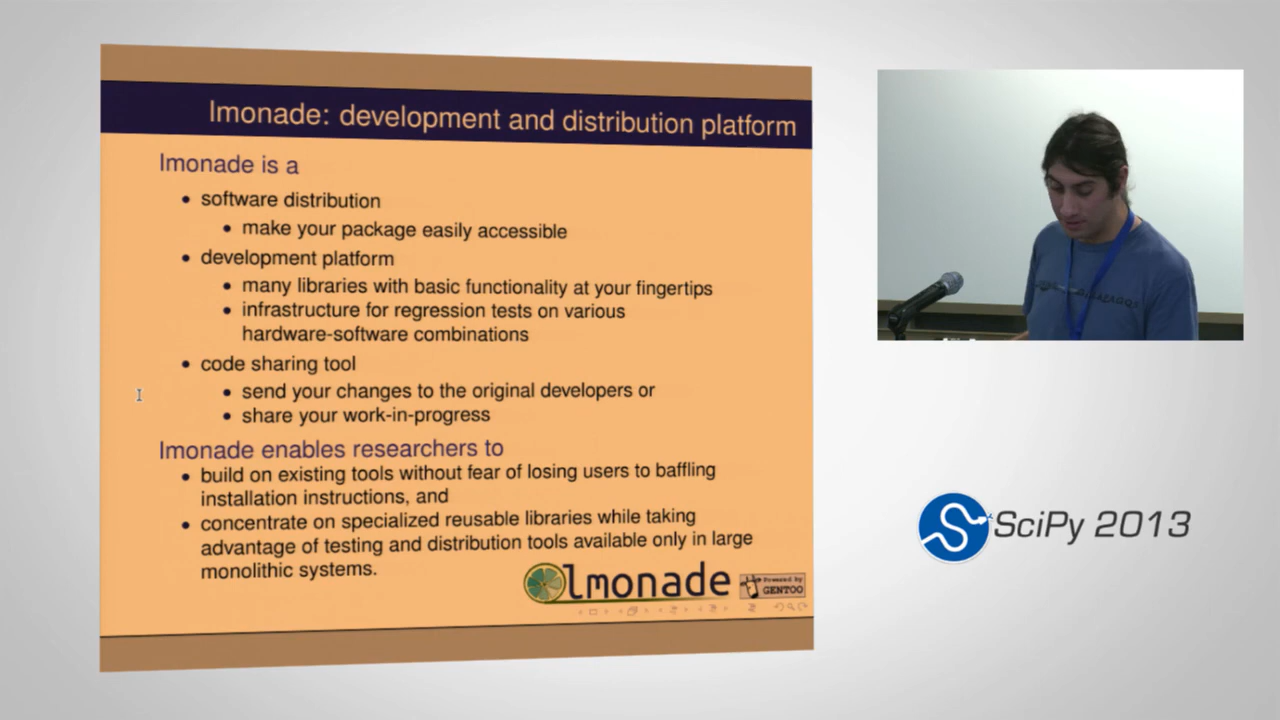 lmonade: development and distribution platform
lmonade is a
software distribution
make your package easily accessible
development platform
many libraries with basic functionality at your fingertips
infrastructure for regression tests on various
hardware-software combinations
code sharing tool
send your changes to the original developers or
share your work-in-progress
lmonade enables researchers to
build on existing tools without fear of losing users to baffling
installation instructions, and
concentrate on specialized reusable libraries while taking
advantage of testing and distribution tools available only in large
monolithic systems.
lmonade
Powered by
GENTOO
SciPy 2013